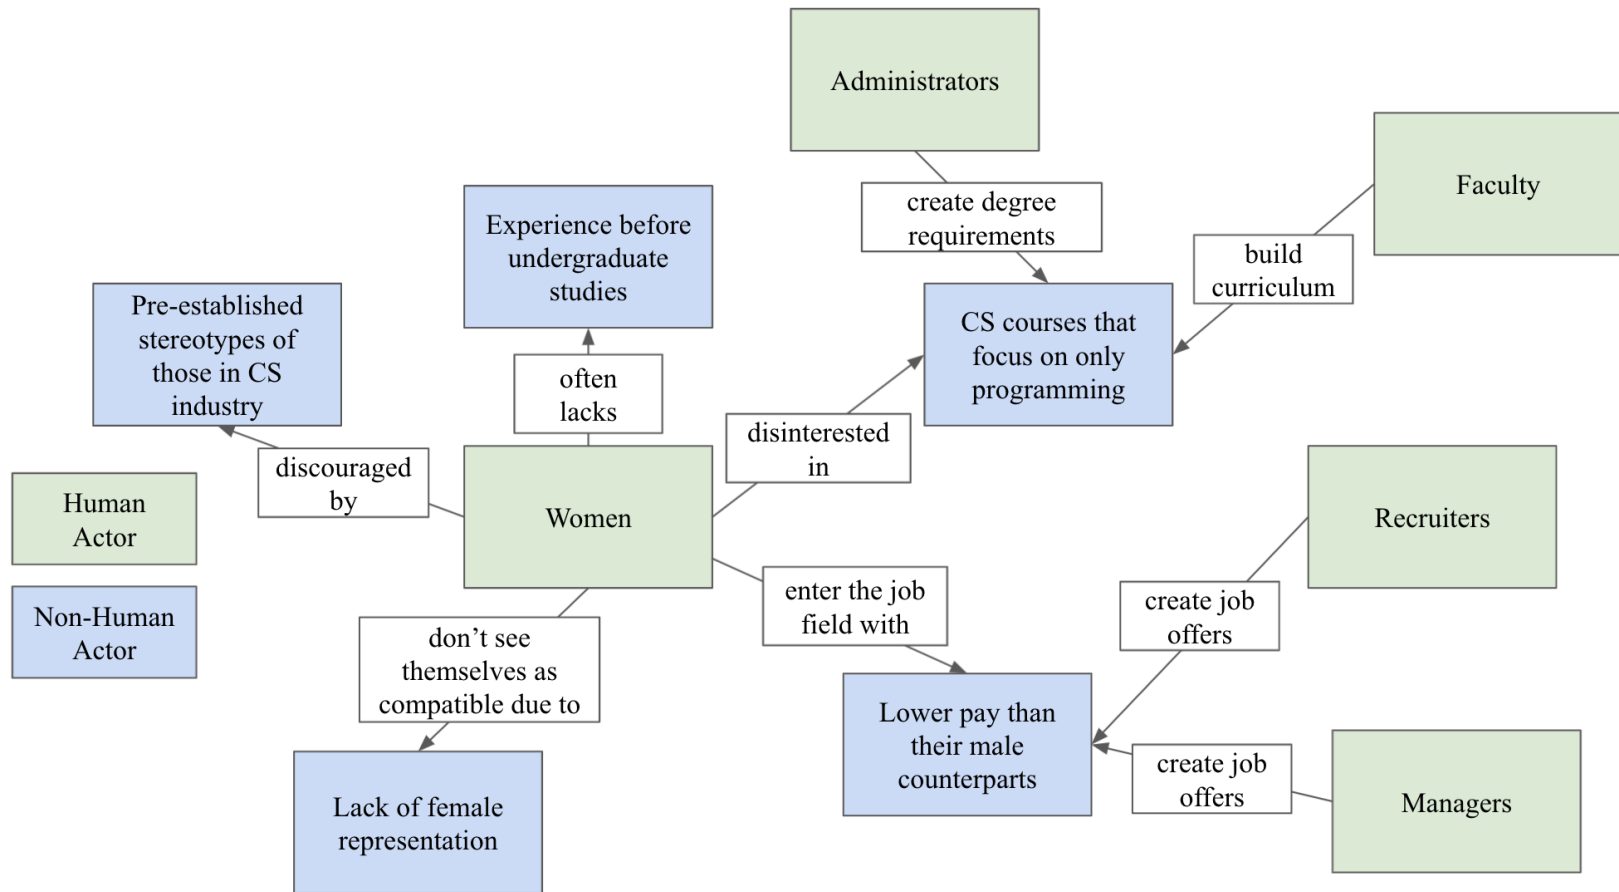 Administrators
Faculty
create degree
requirements
build
curriculum
Experience before
undergraduate
studies
Pre-established
stereotypes of
those in CS
industry
CS courses that
focus on only
programming
often
lacks
disinterested
in
discouraged
by
Women
Recruiters
Human
Actor
Non-Human
Actor
enter the job
field with
create job
offers
don’t see
themselves as
compatible due to
Lower pay than
their male
counterparts
create job
offers
Managers
Lack of female
representation